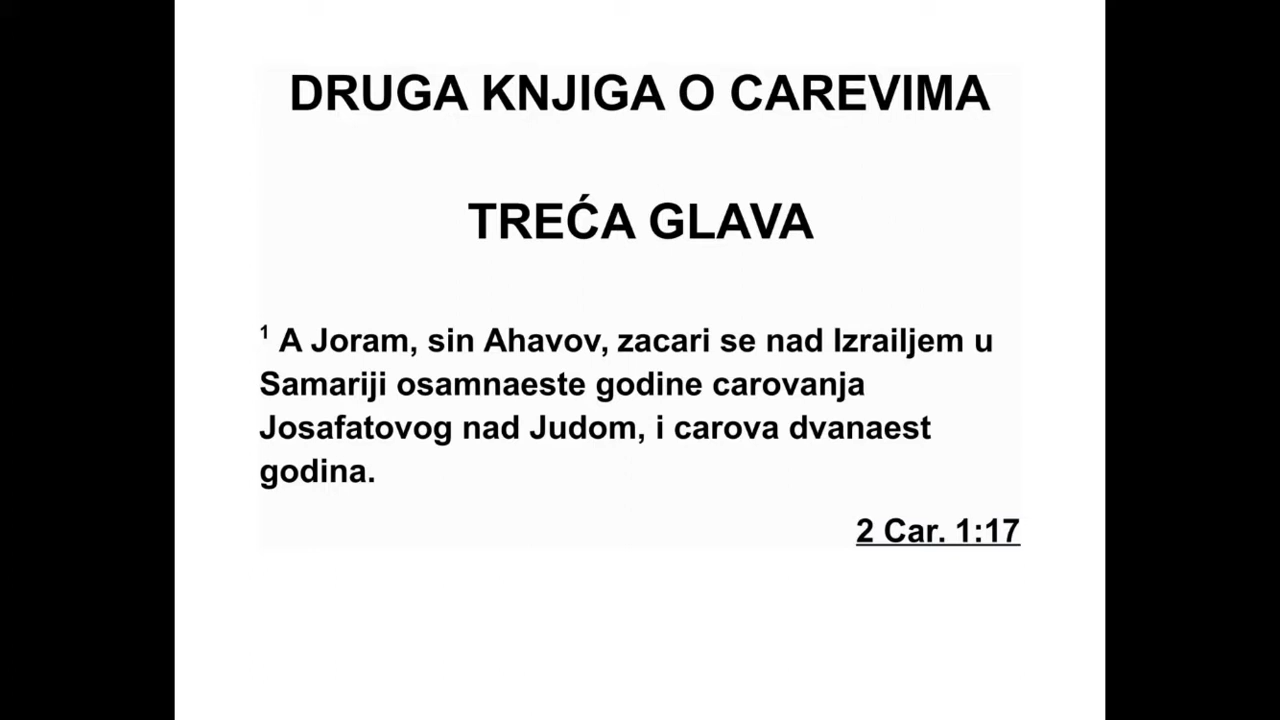 DRUGA KNJIGA O CAREVIMA
TREĆA GLAVA
1 A Joram, sin Ahavov, zacari se nad Izrailjem u
Samariji osamnaeste godine carovanja
Josafatovog nad Judom, i carova dvanaest
godina.
2 Car. 1:17